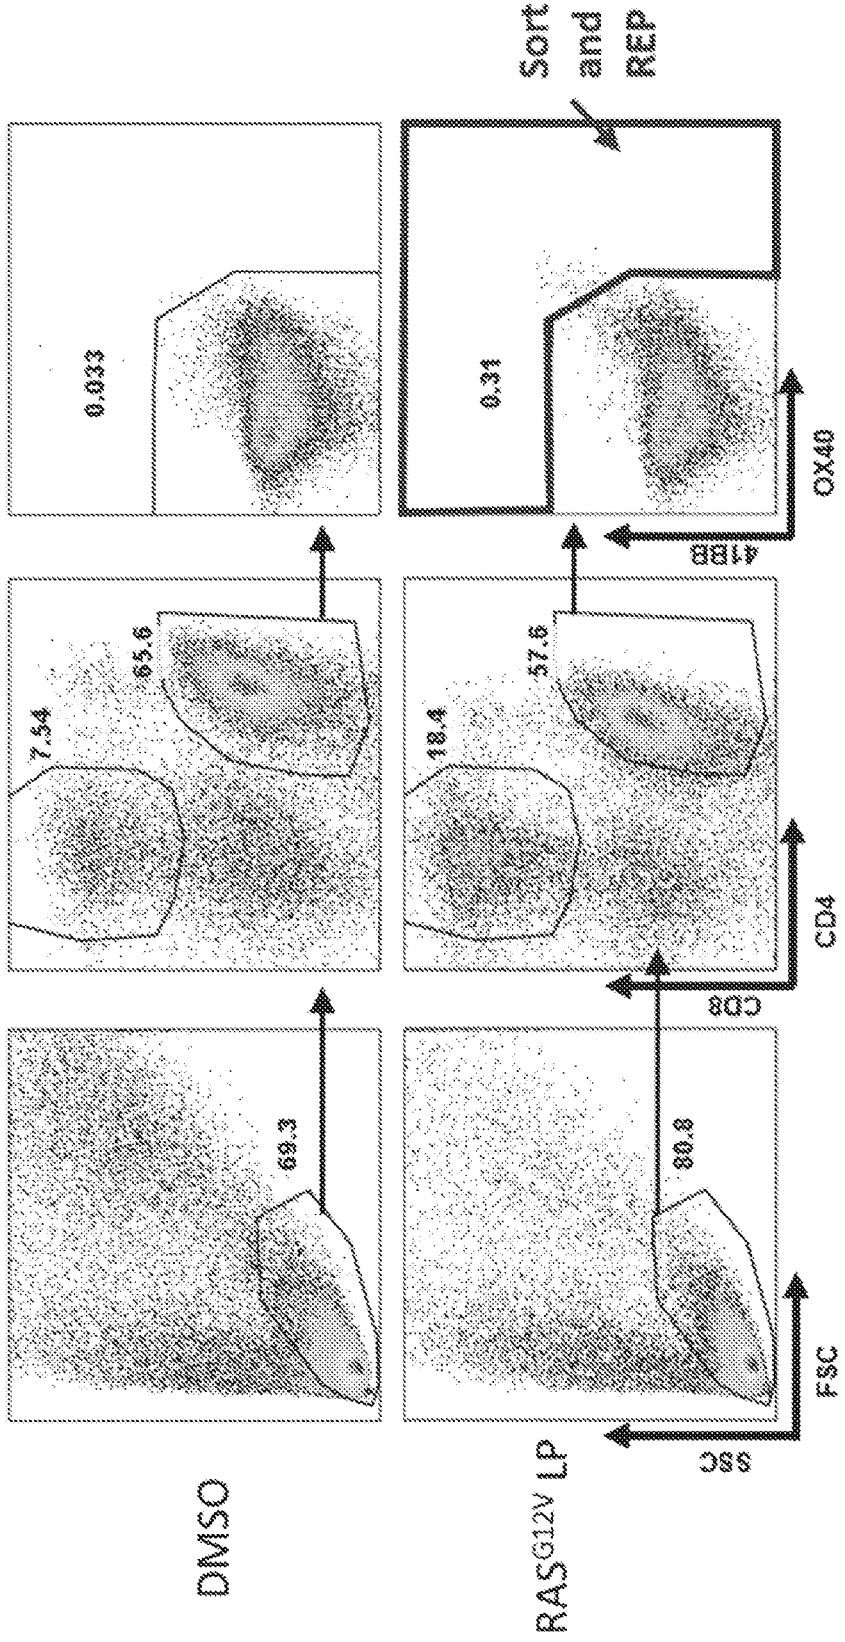 DMSO
69.3
7.54
65.6
0.033
RAS^G12V LP
80.8
18.4
57.6
0.31
Sort
and
REP
SSC
FSC
CD8
CD4
41BB
OX40